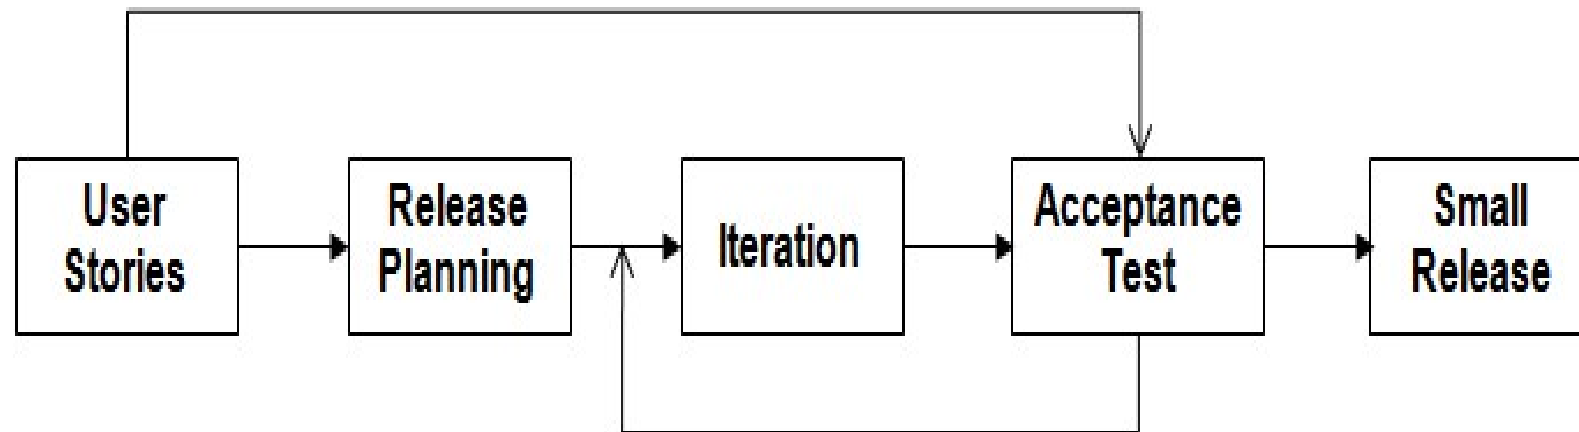 User
Stories
Release
Planning
Iteration
Acceptance
Test
Small
Release